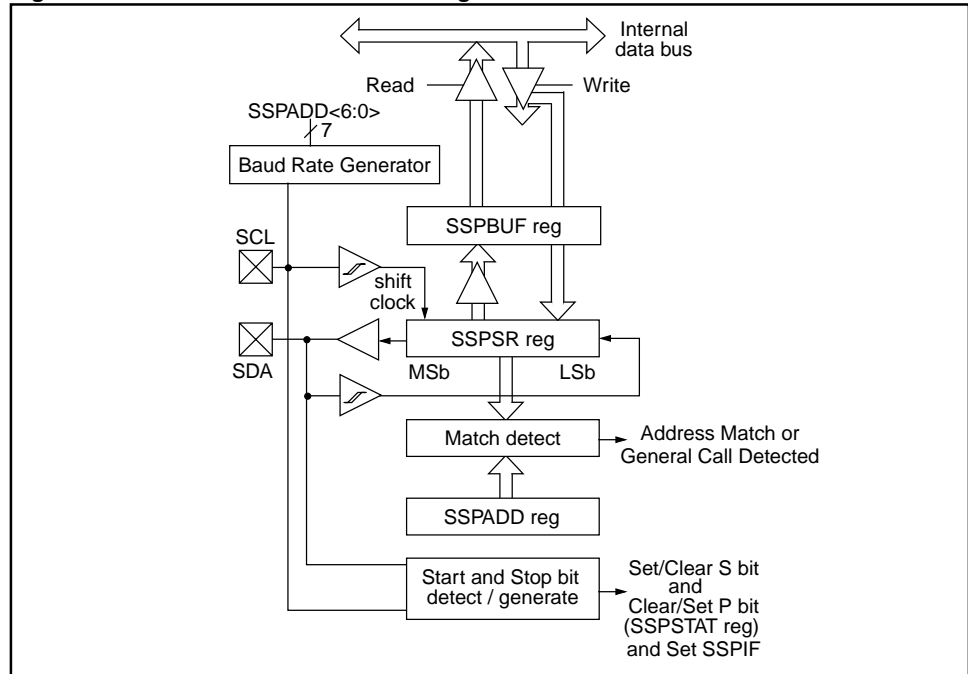 Internal
data bus
Read
Write
SSPADD<6:0>
7
Baud Rate Generator
SSPBUF reg
SCL
shift
clock
SSPSR reg
MSb
LSb
SDA
Match detect
Address Match or
General Call Detected
SSPADD reg
Start and Stop bit
detect / generate
Set/Clear S bit
and
Clear/Set P bit
(SSPSTAT reg)
and Set SSPIF